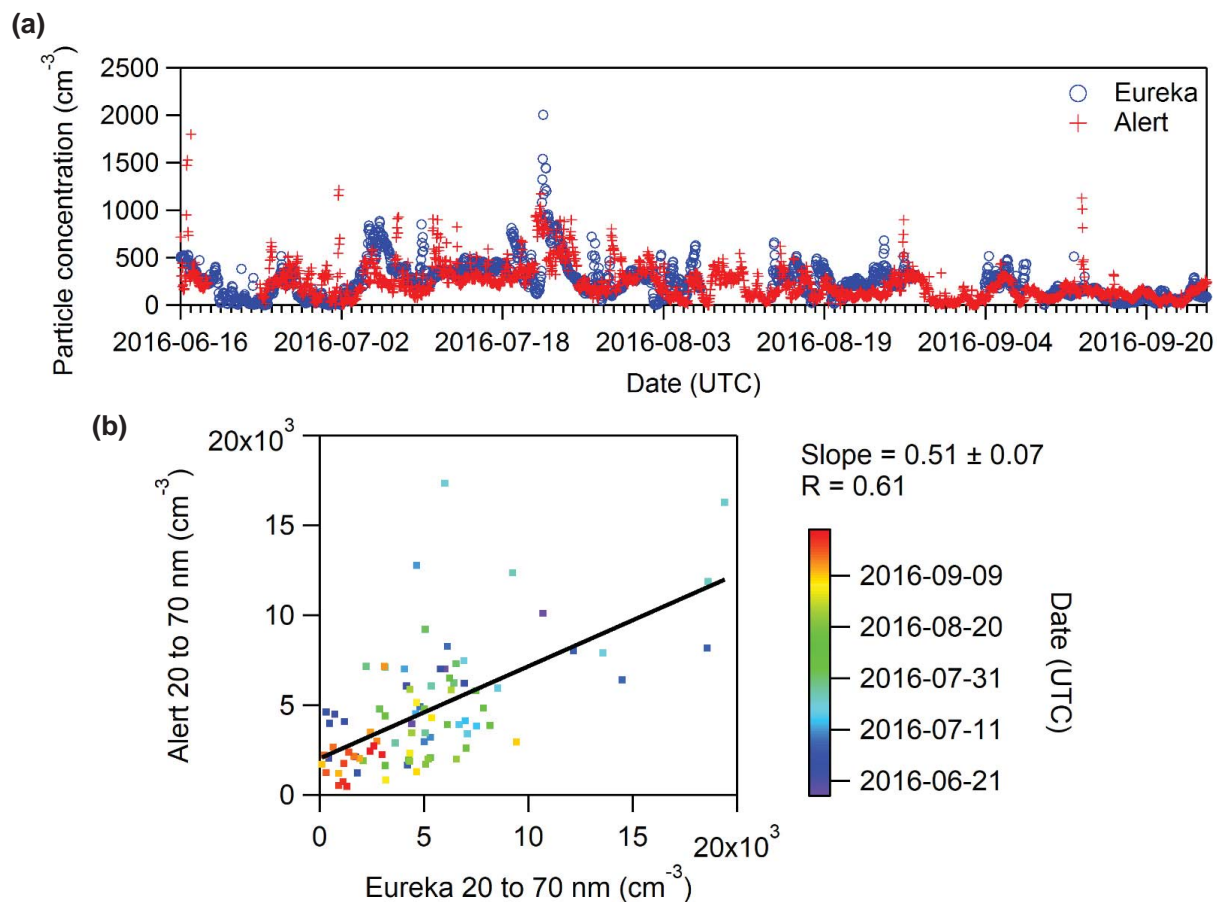 (a)
Particle concentration (cm⁻³)
2500
2000
1500
1000
500
0
Eureka
Alert
2016-06-16 2016-07-02 2016-07-18 2016-08-03 2016-08-19 2016-09-04 2016-09-20
Date (UTC)
(b)
Alert 20 to 70 nm (cm⁻³)
20x10³
15
10
5
0
0 5 10 15 20x10³
Eureka 20 to 70 nm (cm⁻³)
Slope = 0.51 ± 0.07
R = 0.61
2016-09-09
2016-08-20
2016-07-31
2016-07-11
2016-06-21
Date (UTC)